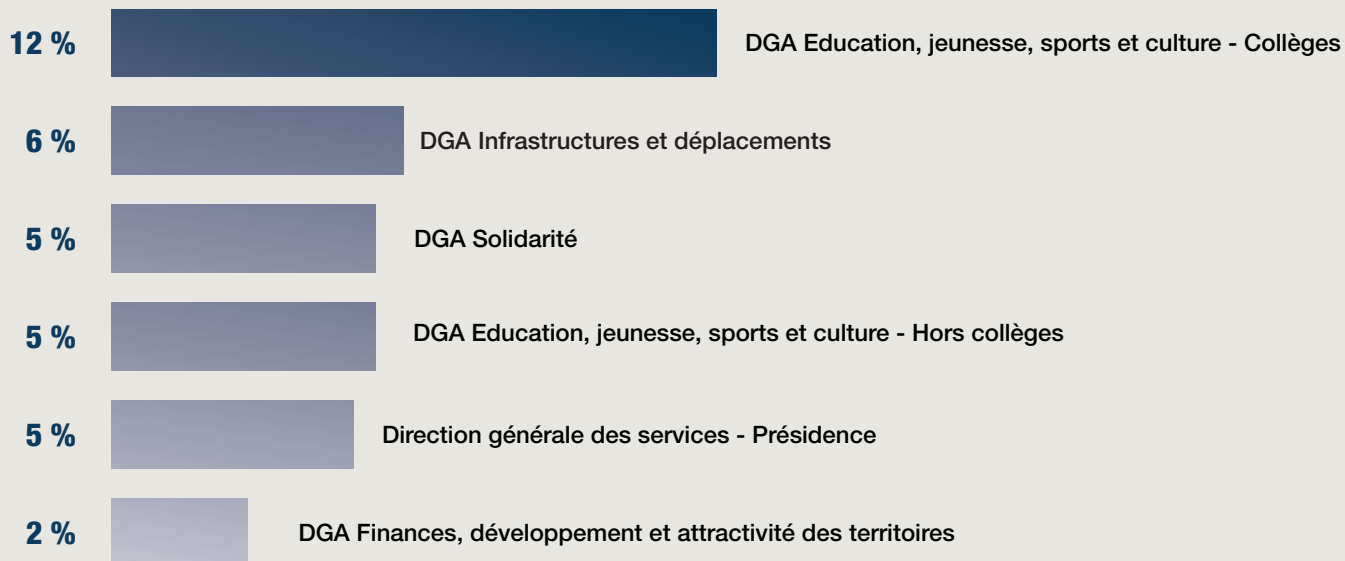 12 % DGA Education, jeunesse, sports et culture - Collèges
6 % DGA Infrastructures et déplacements
5 % DGA Solidarité
5 % DGA Education, jeunesse, sports et culture - Hors collèges
5 % Direction générale des services - Présidence
2 % DGA Finances, développement et attractivité des territoires